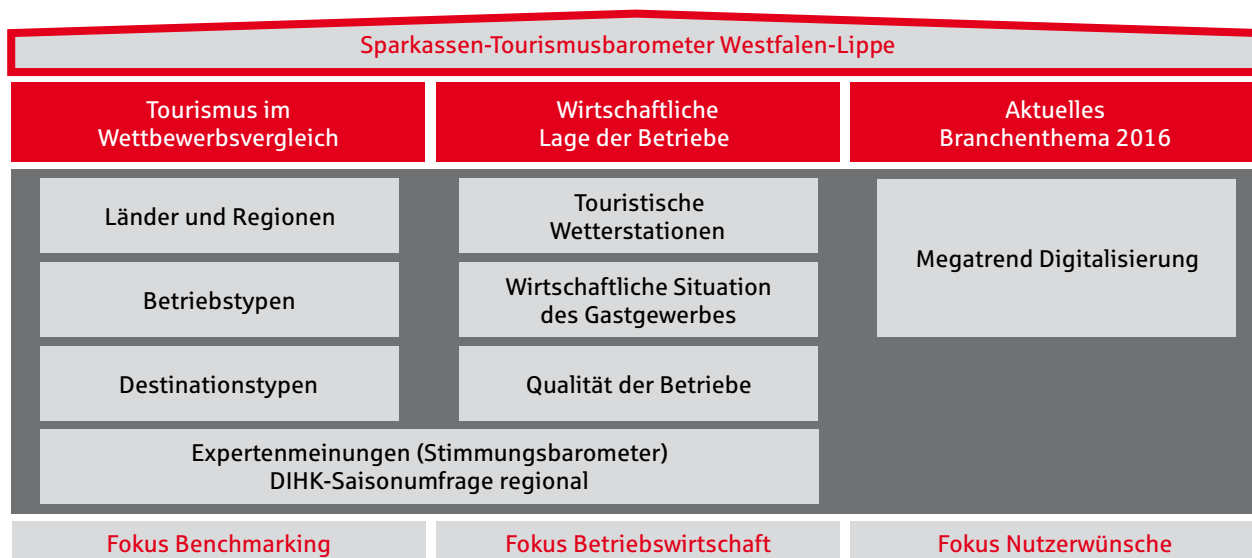 Sparkassen-Tourismusbarometer Westfalen-Lippe
Tourismus im
Wettbewerbsvergleich
Wirtschaftliche
Lage der Betriebe
Aktuelles
Branchenthema 2016
Länder und Regionen
Betriebstypen
Destinationstypen
Touristische
Wetterstationen
Wirtschaftliche Situation
des Gastgewerbes
Qualität der Betriebe
Megatrend Digitalisierung
Expertenmeinungen (Stimmungsbarometer)
DIHK-Saisonumfrage regional
Fokus Benchmarking
Fokus Betriebswirtschaft
Fokus Nutzerwünsche